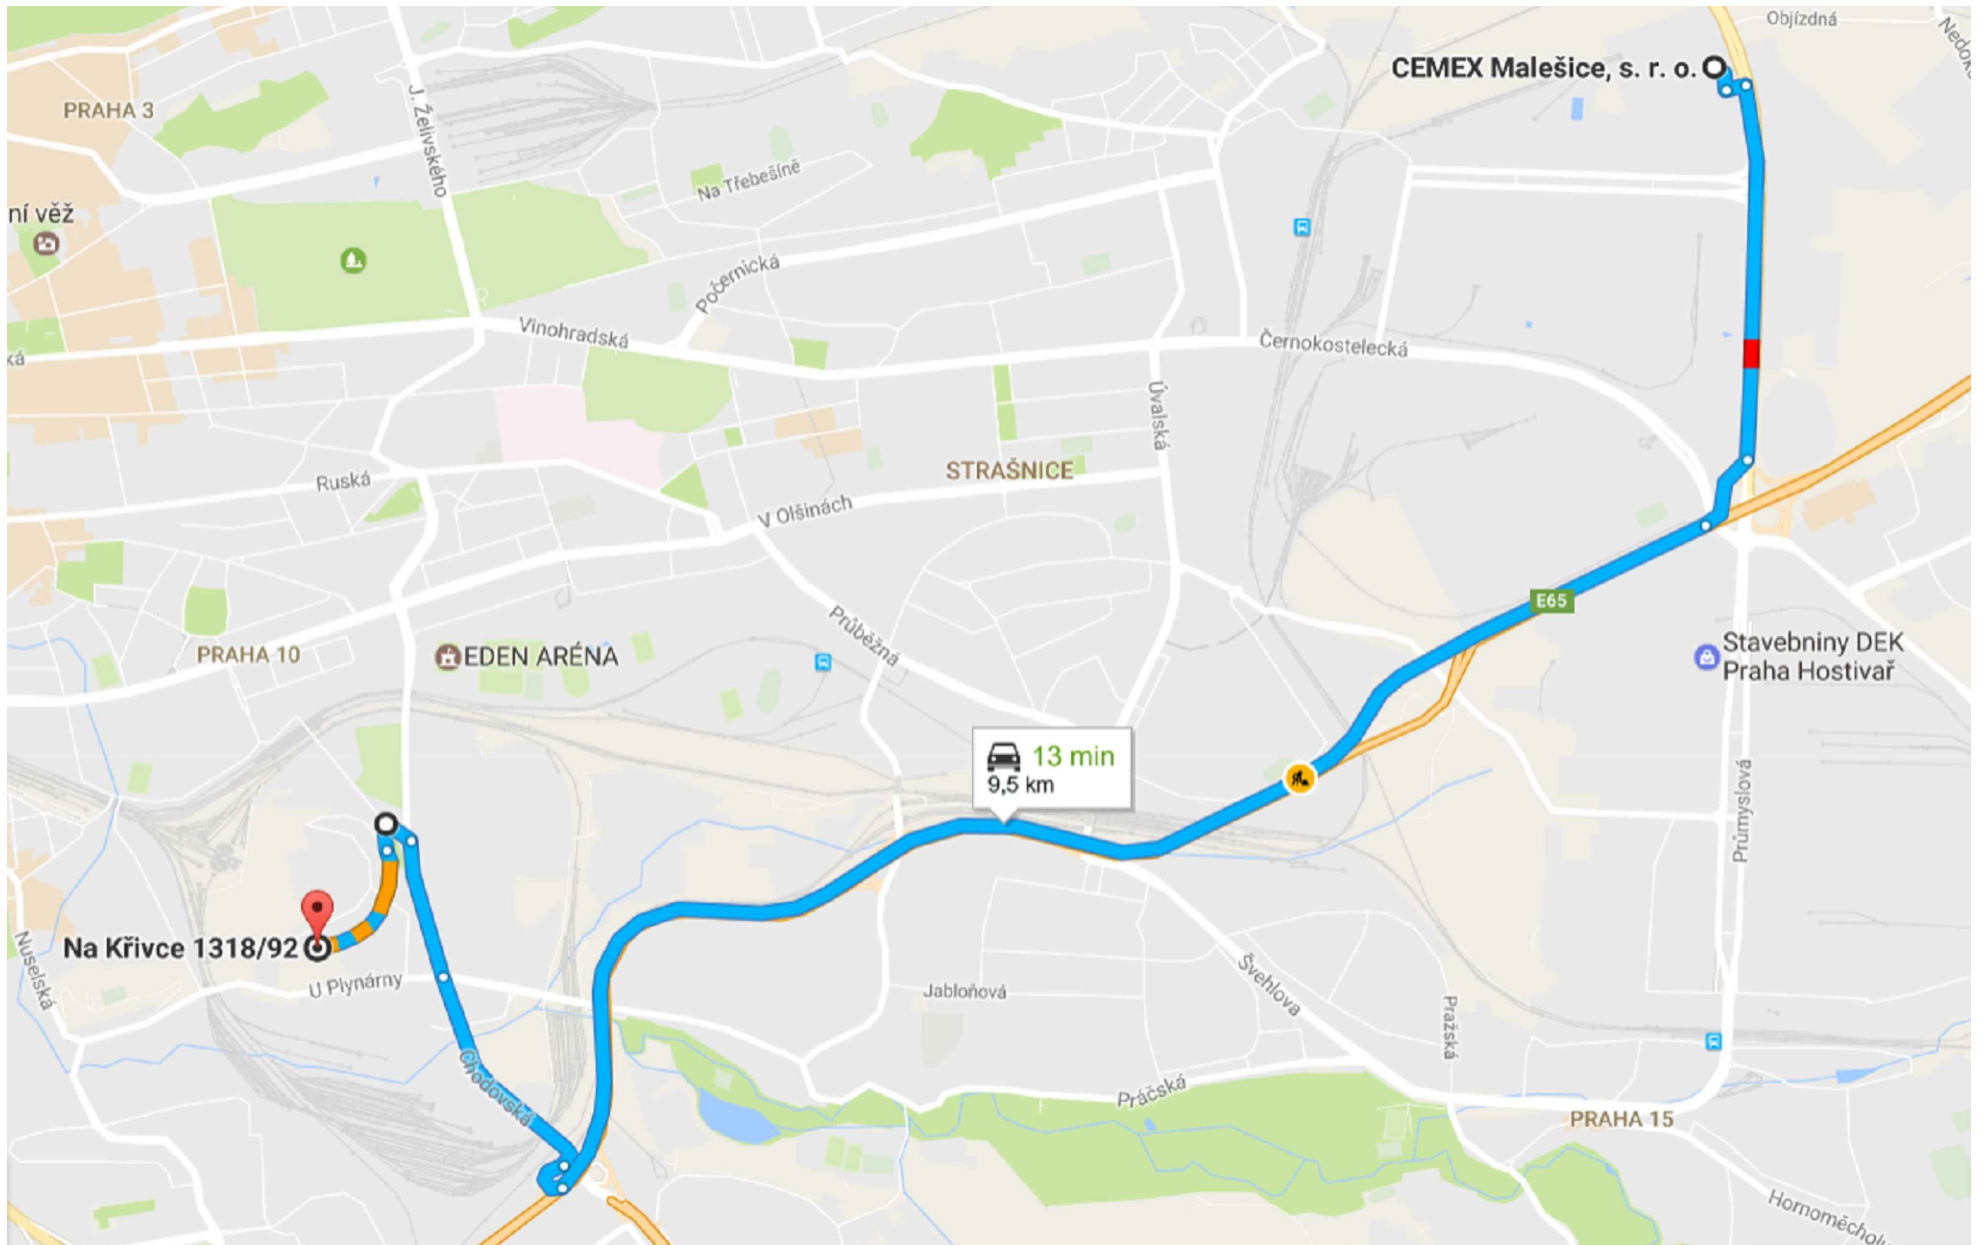 Objízdná
CEMEX Malešice, s. r. o.
PRAHA 3
J. Želivského
Na Třebešíně
ní věž
Počernická
Vinohradská
Černokostelecká
ká
Úvalská
STRAŠNICE
Ruská
V Olšinách
E65
Průběžná
PRAHA 10
EDEN ARÉNA
Stavebniny DEK
Praha Hostivař
13 min
9,5 km
Průmyslová
Na Křivce 1318/92
Nuselská
U Plynárny
Jabloňová
Švehlova
Pražská
Chodovská
Práčská
PRAHA 15
Hornoměcholu